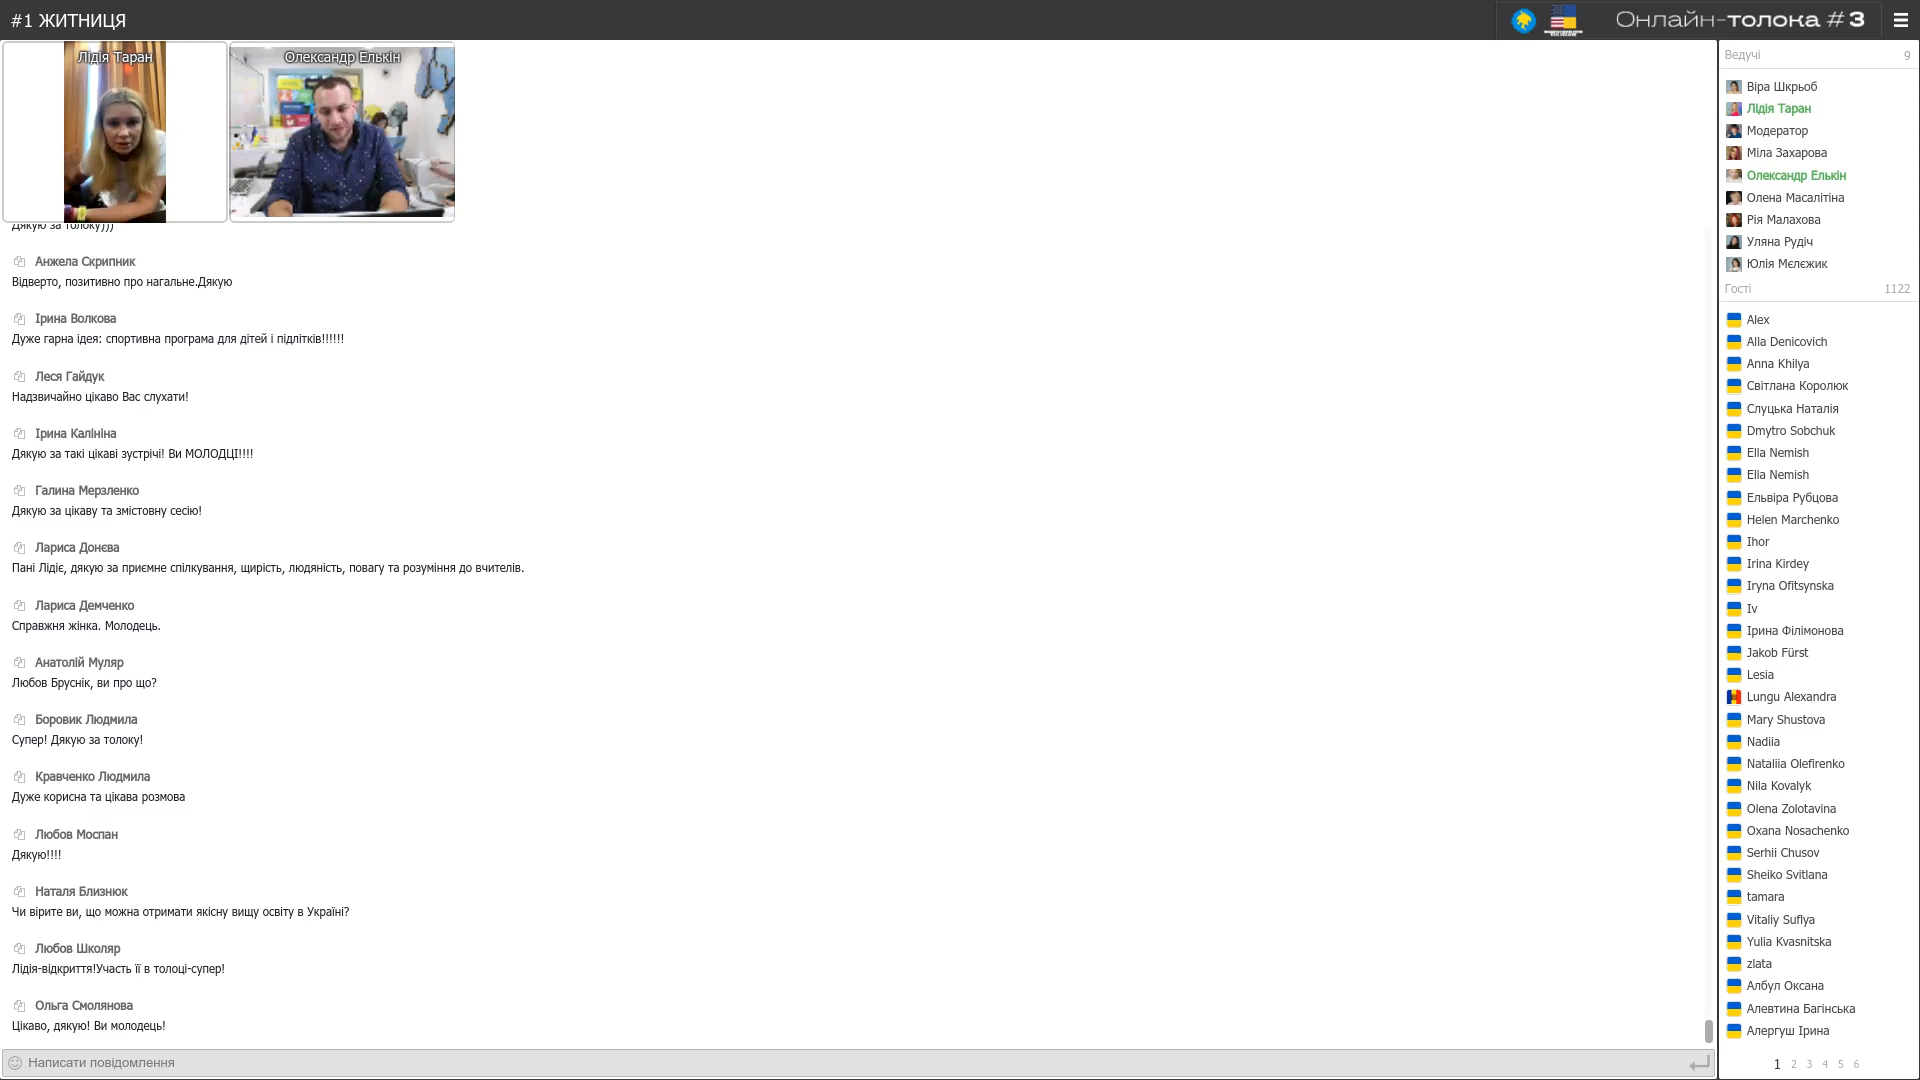 #1 ЖИТНИЦЯ
Онлайн-толока #3
Лідія Таран
Олександр Елькін
Дякую за толоку)))
Анжела Скрипник
Відверто, позитивно про нагальне.Дякую
Ірина Волкова
Дуже гарна ідея: спортивна програма для дітей і підлітків!!!!!!
Леся Гайдук
Надзвичайно цікаво Вас слухати!
Ірина Калініна
Дякую за такі цікаві зустрічі! Ви МОЛОДЦІ!!!!
Галина Мерзленко
Дякую за цікаву та змістовну сесію!
Лариса Донєва
Пані Лідіє, дякую за приємне спілкування, щирість, людяність, повагу та розуміння до вчителів.
Лариса Демченко
Справжня жінка. Молодець.
Анатолій Муляр
Любов Бруснік, ви про що?
Боровик Людмила
Супер! Дякую за толоку!
Кравченко Людмила
Дуже корисна та цікава розмова
Любов Моспан
Дякую!!!!
Наталя Близнюк
Чи вірите ви, що можна отримати якісну вищу освіту в Україні?
Любов Школяр
Лідія-відкриття!Участь її в толоці-супер!
Ольга Смолянова
Цікаво, дякую! Ви молодець!
Написати повідомлення
Ведучі 9
Віра Шкрьоб
Лідія Таран
Модератор
Міла Захарова
Олександр Елькін
Олена Масалітіна
Рія Малахова
Уляна Рудіч
Юлія Мєлєжик
Гості 1122
Alex
Alla Denicovich
Anna Khilya
Світлана Королюк
Слуцька Наталія
Dmytro Sobchuk
Ella Nemish
Ella Nemish
Ельвіра Рубцова
Helen Marchenko
Ihor
Irina Kirdey
Iryna Ofitsynska
Iv
Ірина Філімонова
Jakob Fürst
Lesia
Lungu Alexandra
Mary Shustova
Nadiia
Nataliia Olefirenko
Nila Kovalyk
Olena Zolotavina
Oxana Nosachenko
Serhii Chusov
Sheiko Svitlana
tamara
Vitaliy Suflya
Yulia Kvasnitska
zlata
Албул Оксана
Алевтина Багінська
Алергуш Ірина
1 2 3 4 5 6